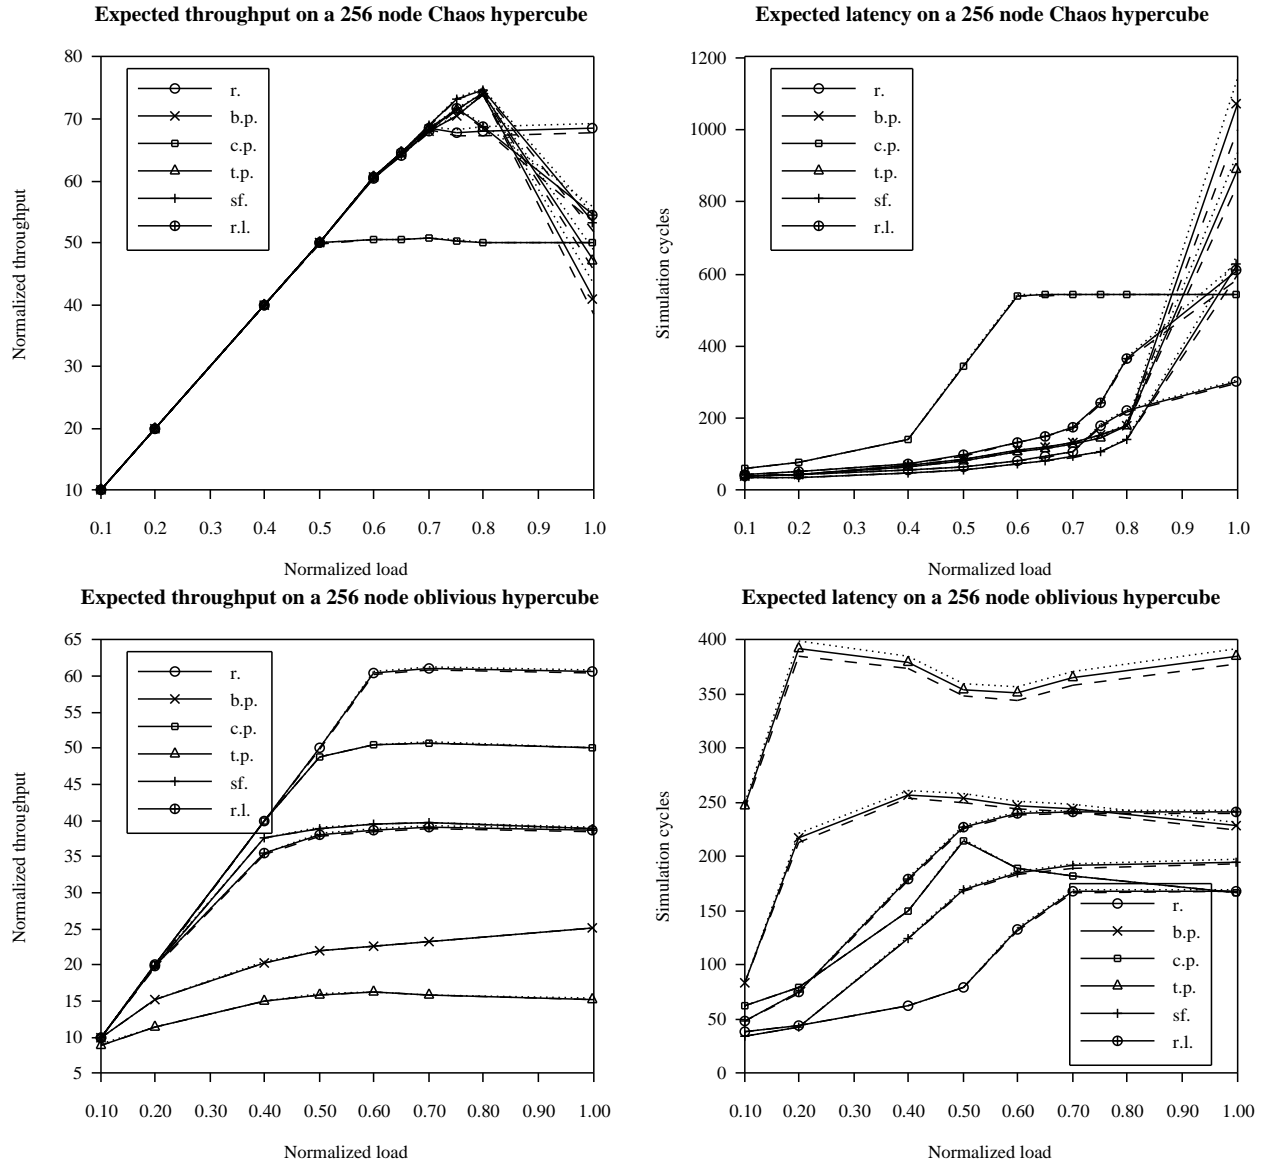 Expected throughput on a 256 node Chaos hypercube
Normalized throughput
80
70
60
50
40
30
20
10
r.
b.p.
c.p.
t.p.
sf.
r.l.
0.1 0.2 0.3 0.4 0.5 0.6 0.7 0.8 0.9 1.0
Normalized load
Expected latency on a 256 node Chaos hypercube
Simulation cycles
1200
1000
800
600
400
200
0
r.
b.p.
c.p.
t.p.
sf.
r.l.
0.1 0.2 0.3 0.4 0.5 0.6 0.7 0.8 0.9 1.0
Normalized load
Expected throughput on a 256 node oblivious hypercube
Normalized throughput
65
60
55
50
45
40
35
30
25
20
15
10
5
r.
b.p.
c.p.
t.p.
sf.
r.l.
0.10 0.20 0.30 0.40 0.50 0.60 0.70 0.80 0.90 1.00
Normalized load
Expected latency on a 256 node oblivious hypercube
Simulation cycles
400
350
300
250
200
150
100
50
0
r.
b.p.
c.p.
t.p.
sf.
r.l.
0.10 0.20 0.30 0.40 0.50 0.60 0.70 0.80 0.90 1.00
Normalized load